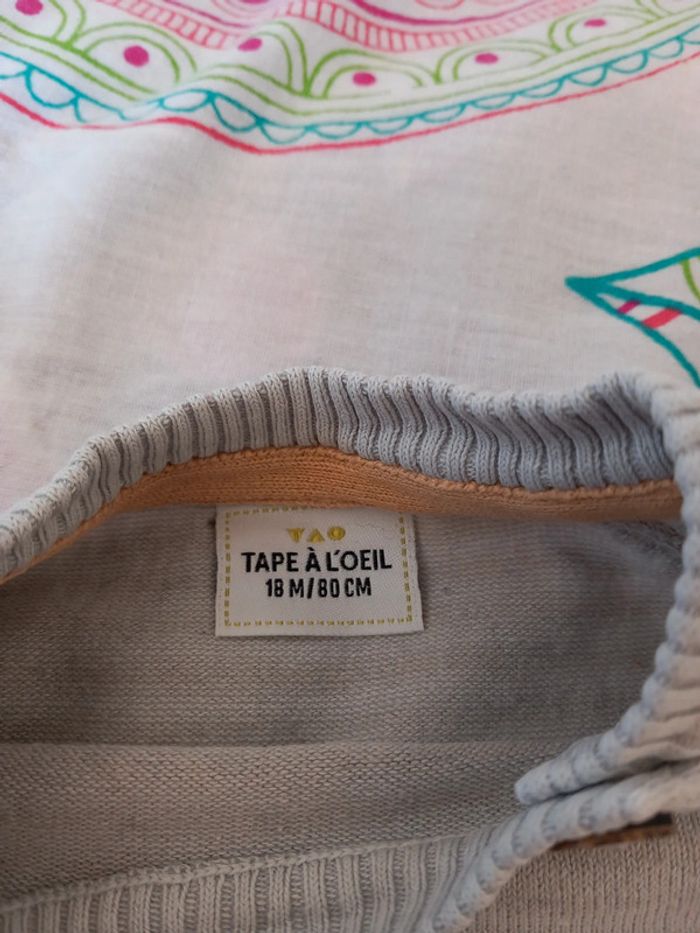 TAO
TAPE À L'OEIL
18 M/80 CM